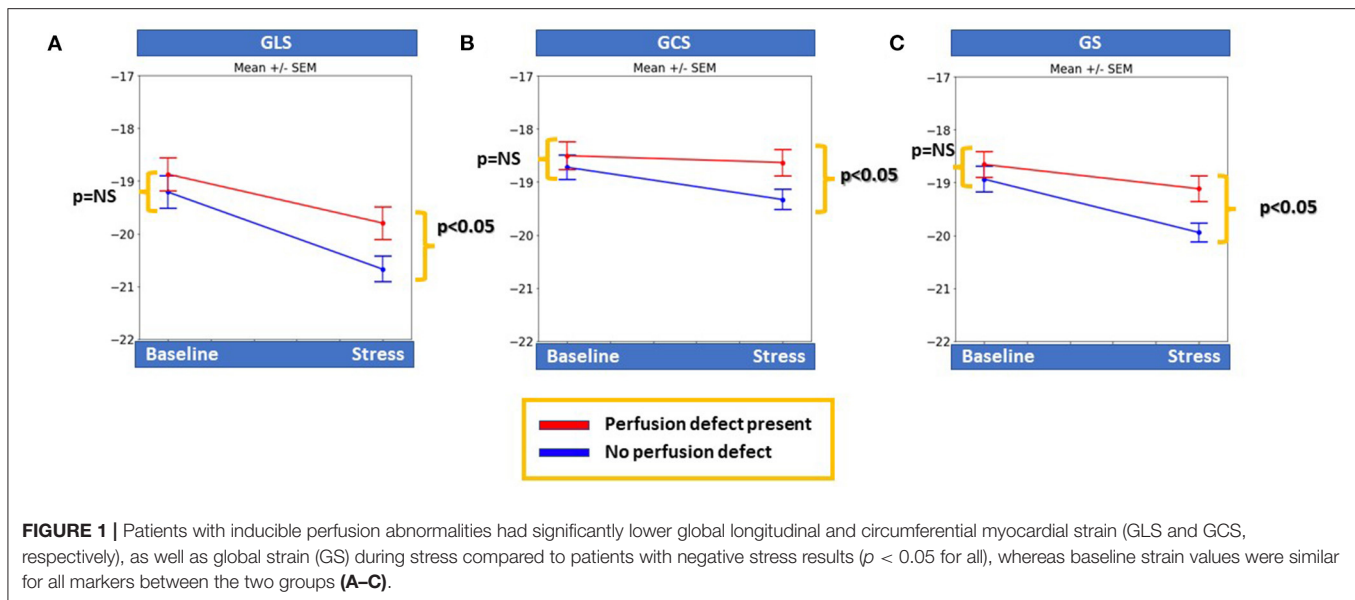 A
GLS
Mean +/- SEM
−17
−18
−19
−20
−21
−22
p=NS
p<0.05
Baseline Stress
B
GCS
Mean +/- SEM
−17
−18
−19
−20
−21
−22
p=NS
p<0.05
Baseline Stress
C
GS
Mean +/- SEM
−17
−18
−19
−20
−21
−22
p=NS
p<0.05
Baseline Stress
Perfusion defect present
No perfusion defect
FIGURE 1 | Patients with inducible perfusion abnormalities had significantly lower global longitudinal and circumferential myocardial strain (GLS and GCS,
respectively), as well as global strain (GS) during stress compared to patients with negative stress results (p < 0.05 for all), whereas baseline strain values were similar
for all markers between the two groups (A–C).